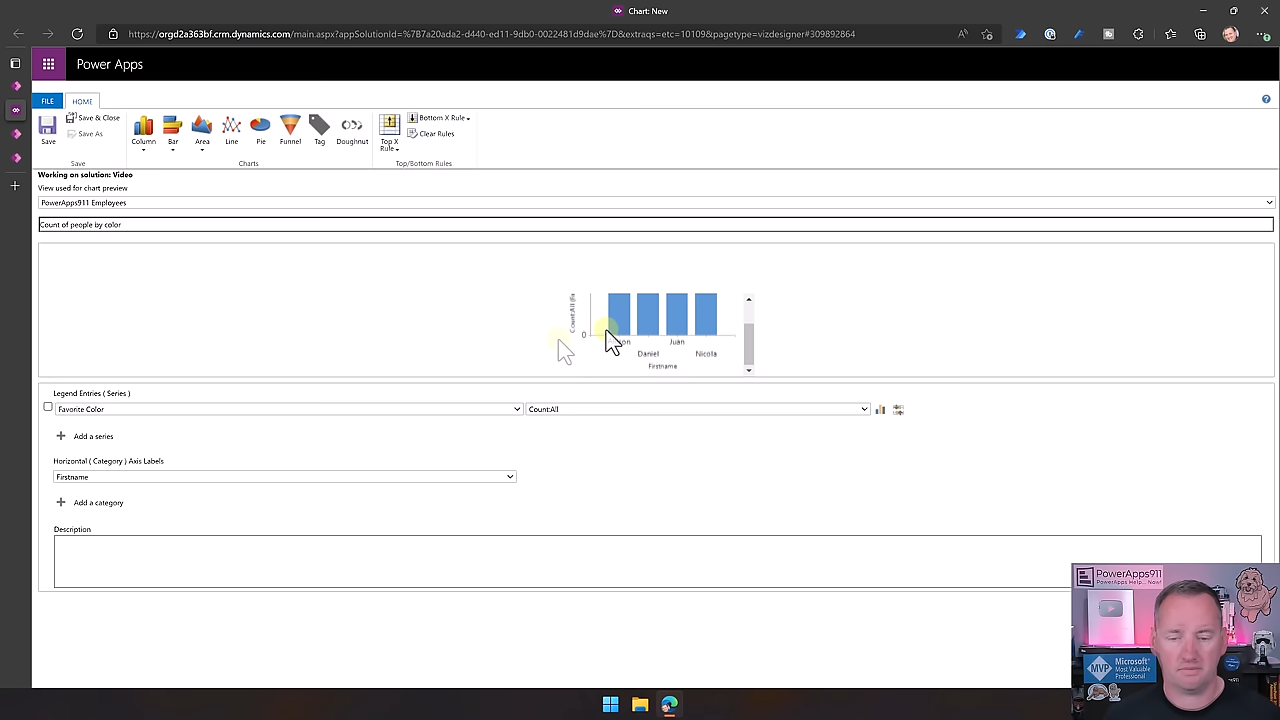 Chart: New
https://orgd2a363bf.crm.dynamics.com/main.aspx?appSolutionId=%7B7a20ada2-d440-ed11-9db0-0022481d9dae%7D&extraqs=etc=10109&pagetype=vizdesigner#309892864
Power Apps
FILE
HOME
Save
Save & Close
Save As
Column
Bar
Area
Line
Pie
Funnel
Tag
Doughnut
Top X
Rule
Bottom X Rule
Clear Rules
Save
Charts
Top/Bottom Rules
Working on solution: Video
View used for chart preview
PowerApps911 Employees
Count of people by color
0
Juan
Daniel
Nicola
Firstname
Legend Entries ( Series )
Favorite Color
Count:All
Add a series
Horizontal ( Category ) Axis Labels
Firstname
Add a category
Description
PowerApps911
PowerApps Help... Now!
MVP
Microsoft
Most Valuable
Professional